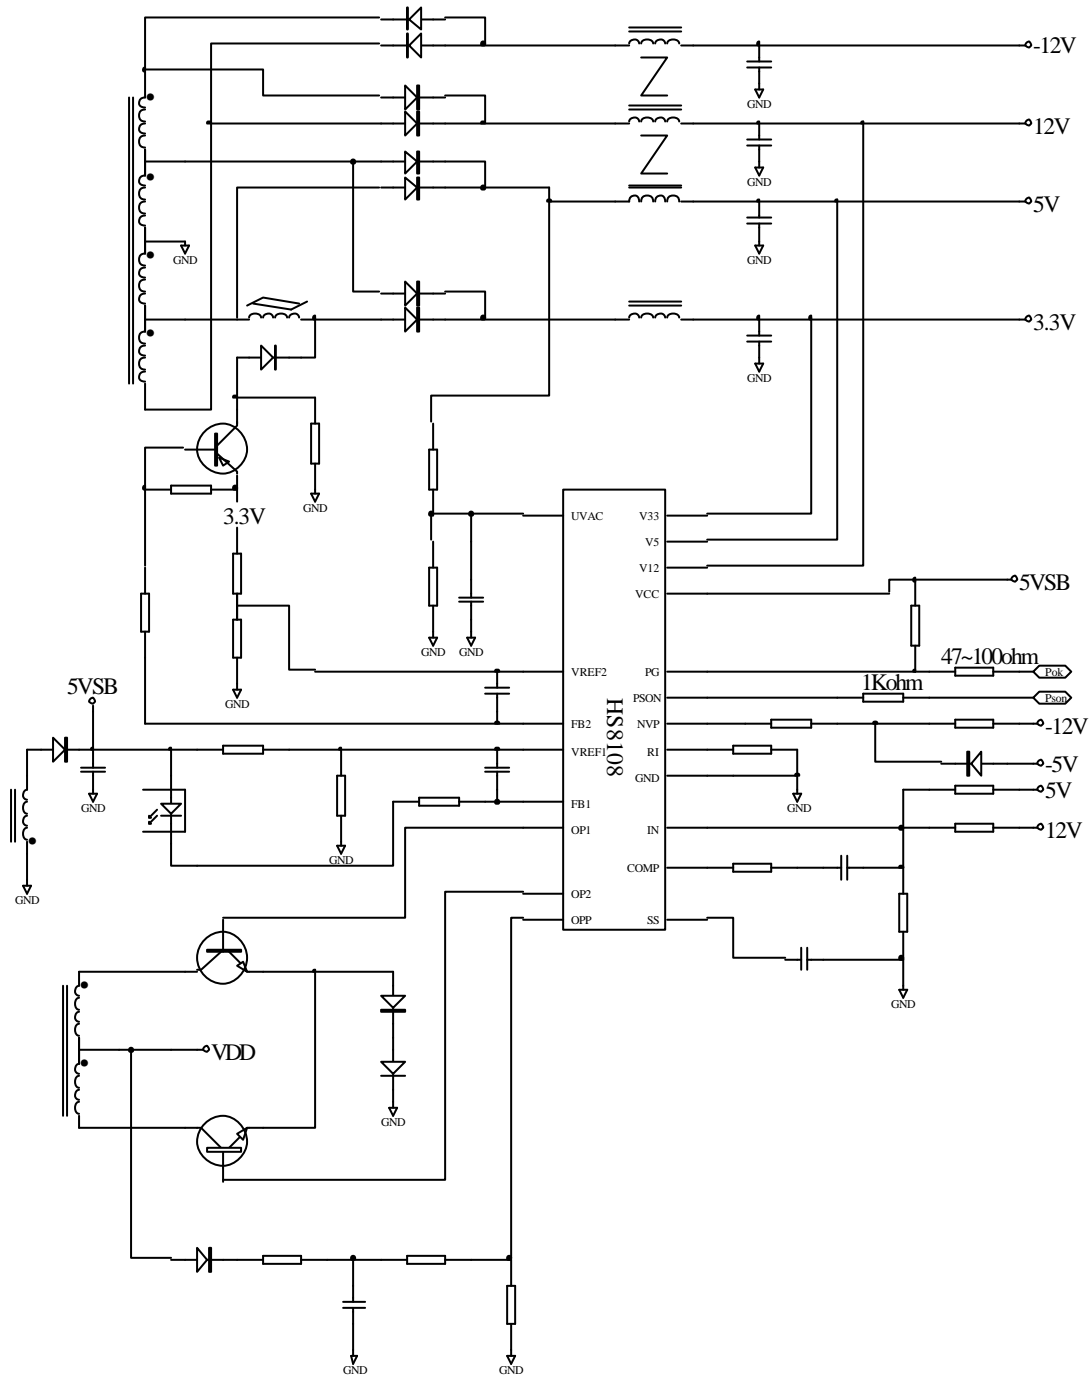 -12V
GND
12V
GND
5V
GND
GND
3.3V
GND
GND
3.3V
UVAC
V33
V5
V12
VCC
5VSB
GND
GND
GND
VREF2
PG
47~100ohm
Pok
5VSB
PSON
1Kohm
Pson
HS8108
FB2
NVP
-12V
VREF1
RI
-5V
GND
GND
5V
GND
FB1
OP1
IN
12V
GND
COMP
GND
OP2
OPP
SS
GND
VDD
GND
GND
GND